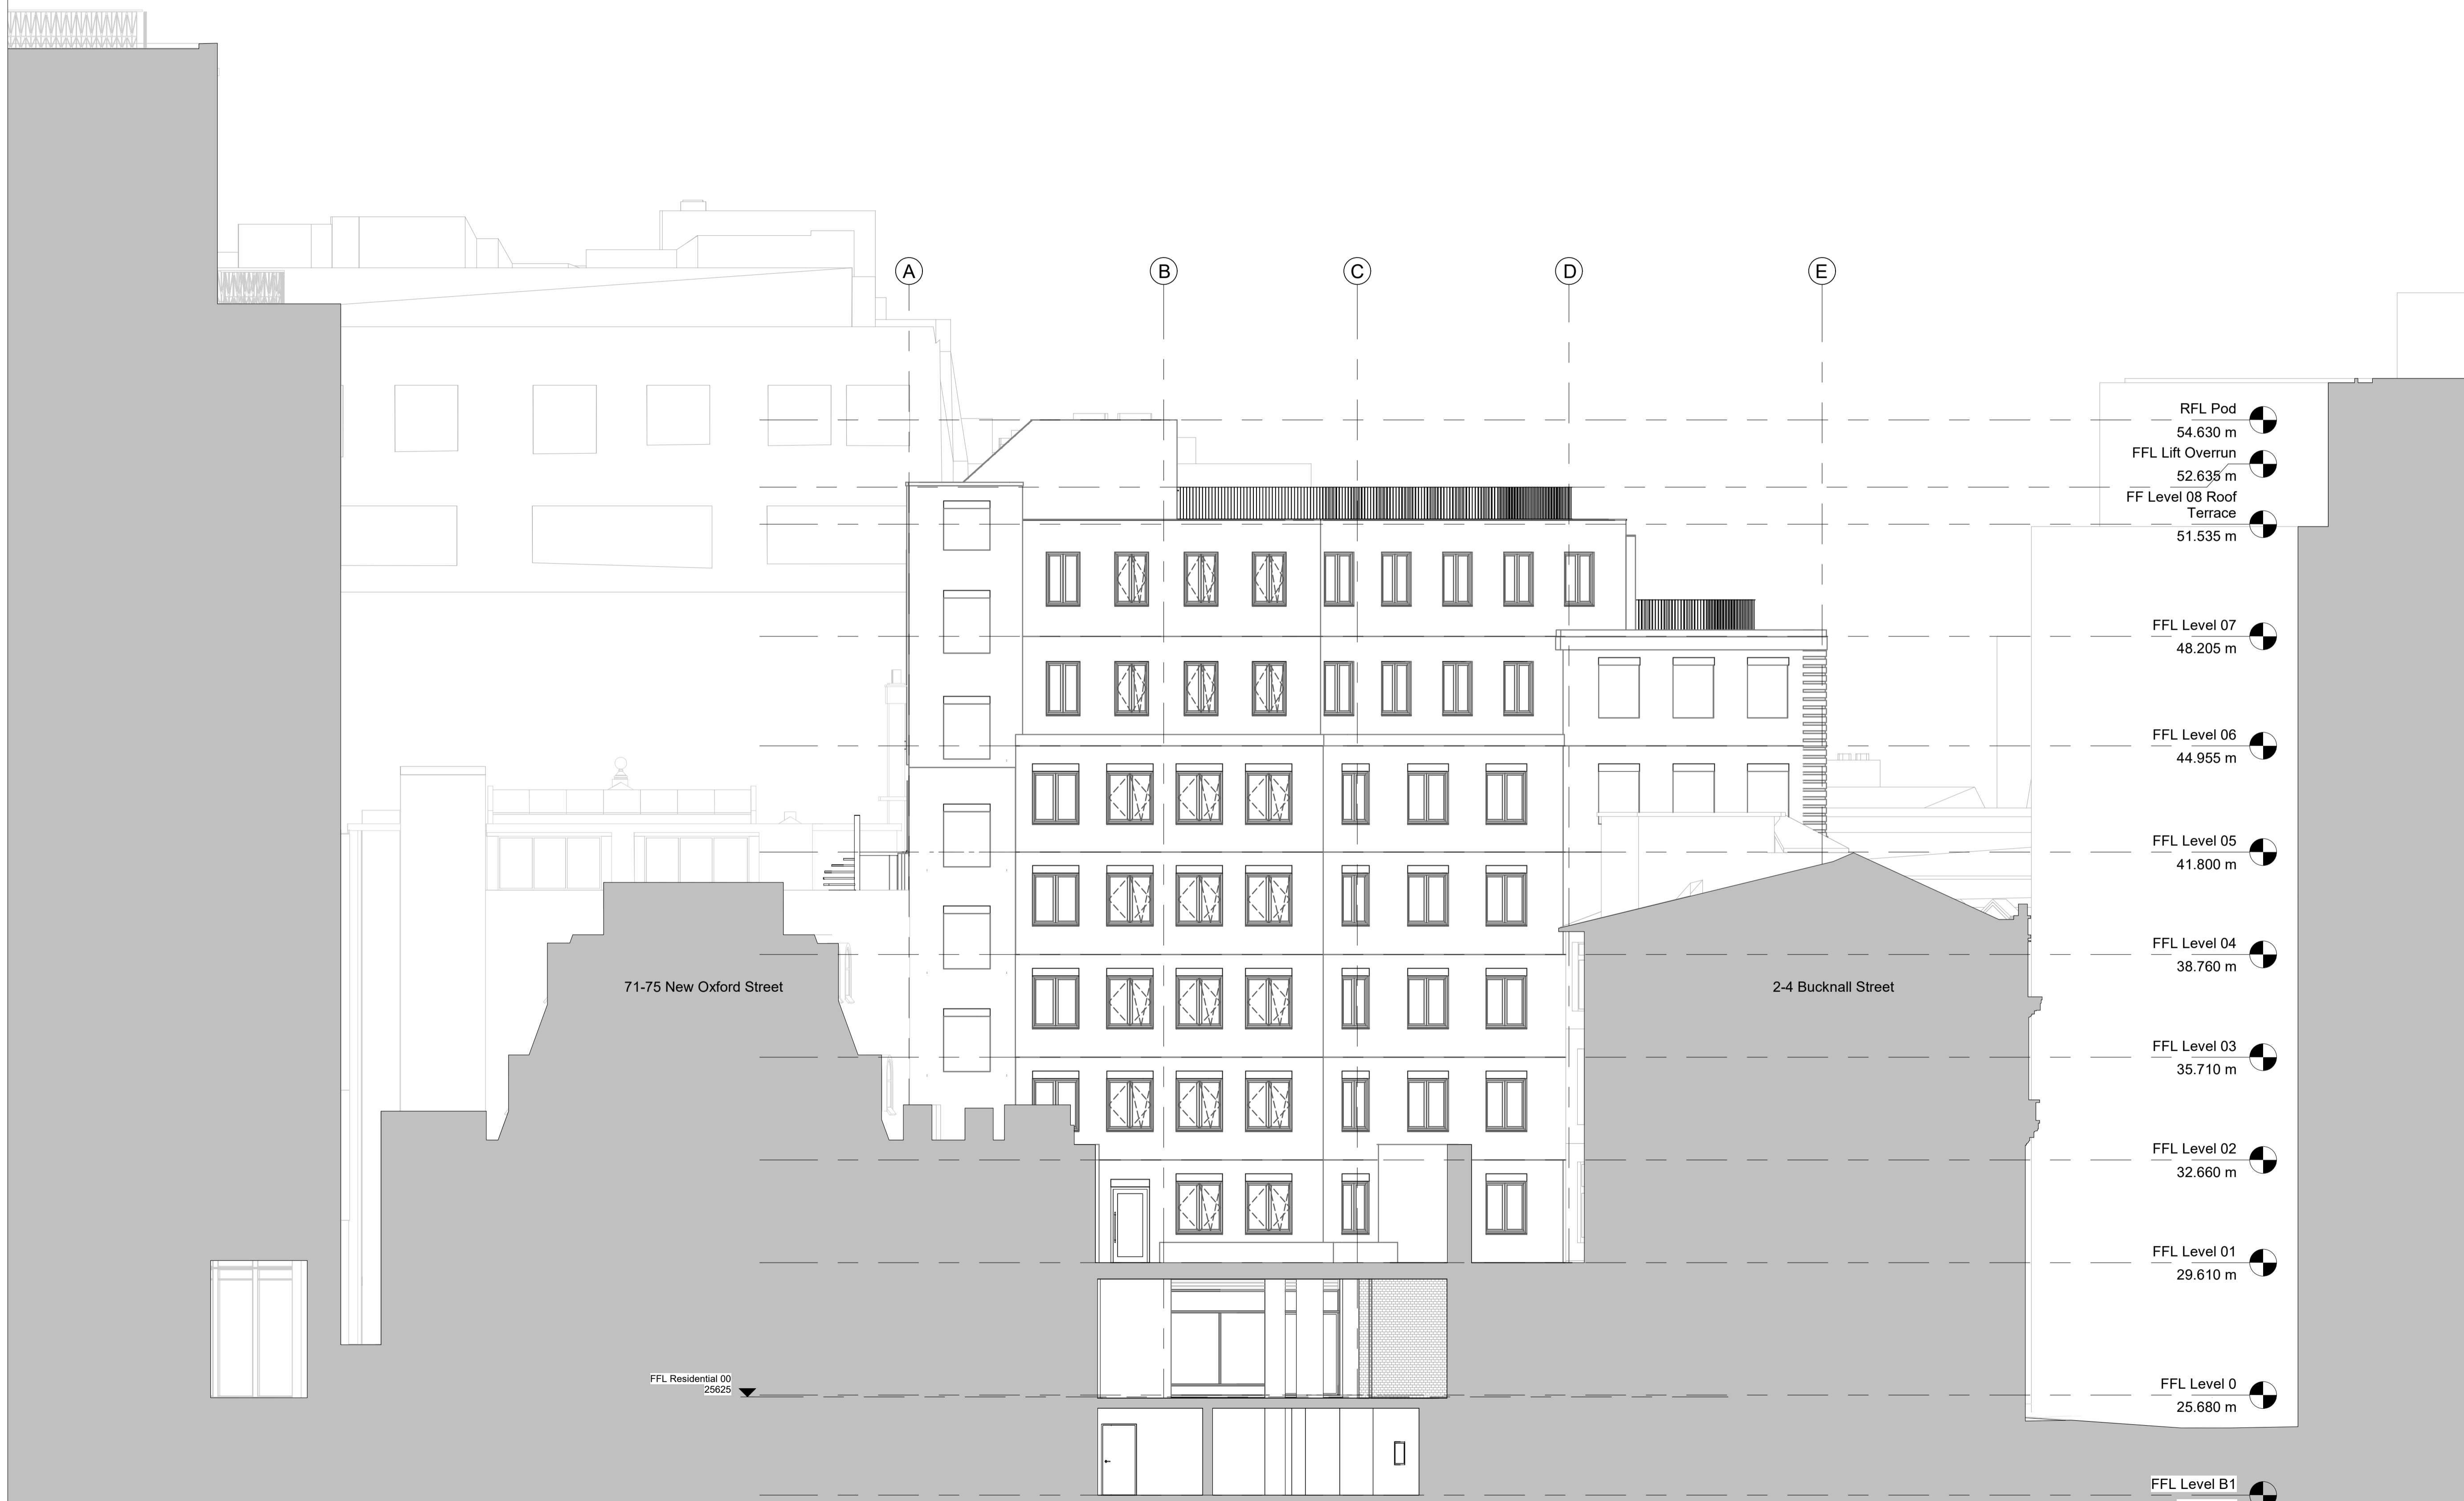 A
B
C
D
E
RFL Pod
54.630 m
FFL Lift Overrun
52.635 m
FF Level 08 Roof
Terrace
51.535 m
FFL Level 07
48.205 m
FFL Level 06
44.955 m
FFL Level 05
41.800 m
FFL Level 04
38.760 m
71-75 New Oxford Street
2-4 Bucknall Street
FFL Level 03
35.710 m
FFL Level 02
32.660 m
FFL Level 01
29.610 m
FFL Residential 00
25625
FFL Level 0
25.680 m
FFL Level B1